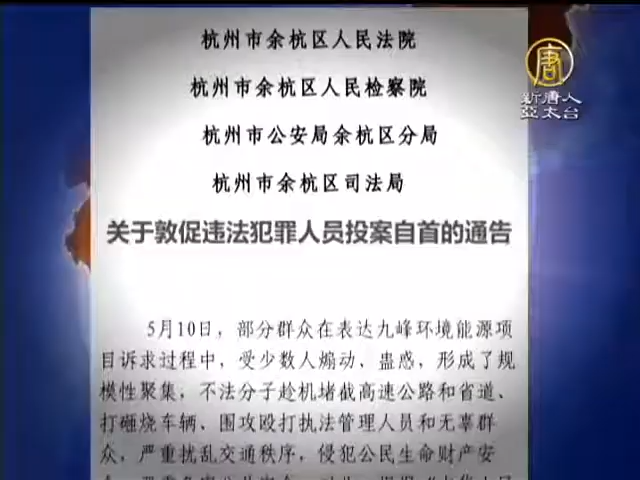 杭州市余杭区人民法院
杭州市余杭区人民检察院
杭州市公安局余杭区分局
杭州市余杭区司法局
关于敦促违法犯罪人员投案自首的通告
5月10日，部分群众在表达九峰环境能源项
目诉求过程中，受少数人煽动、蛊惑，形成了规
模性聚集，不法分子趁机堵截高速公路和省道、
打砸烧车辆、围攻殴打执法管理人员和无辜群
众，严重扰乱交通秩序，侵犯公民生命财产安
唐
新唐人
亞太台